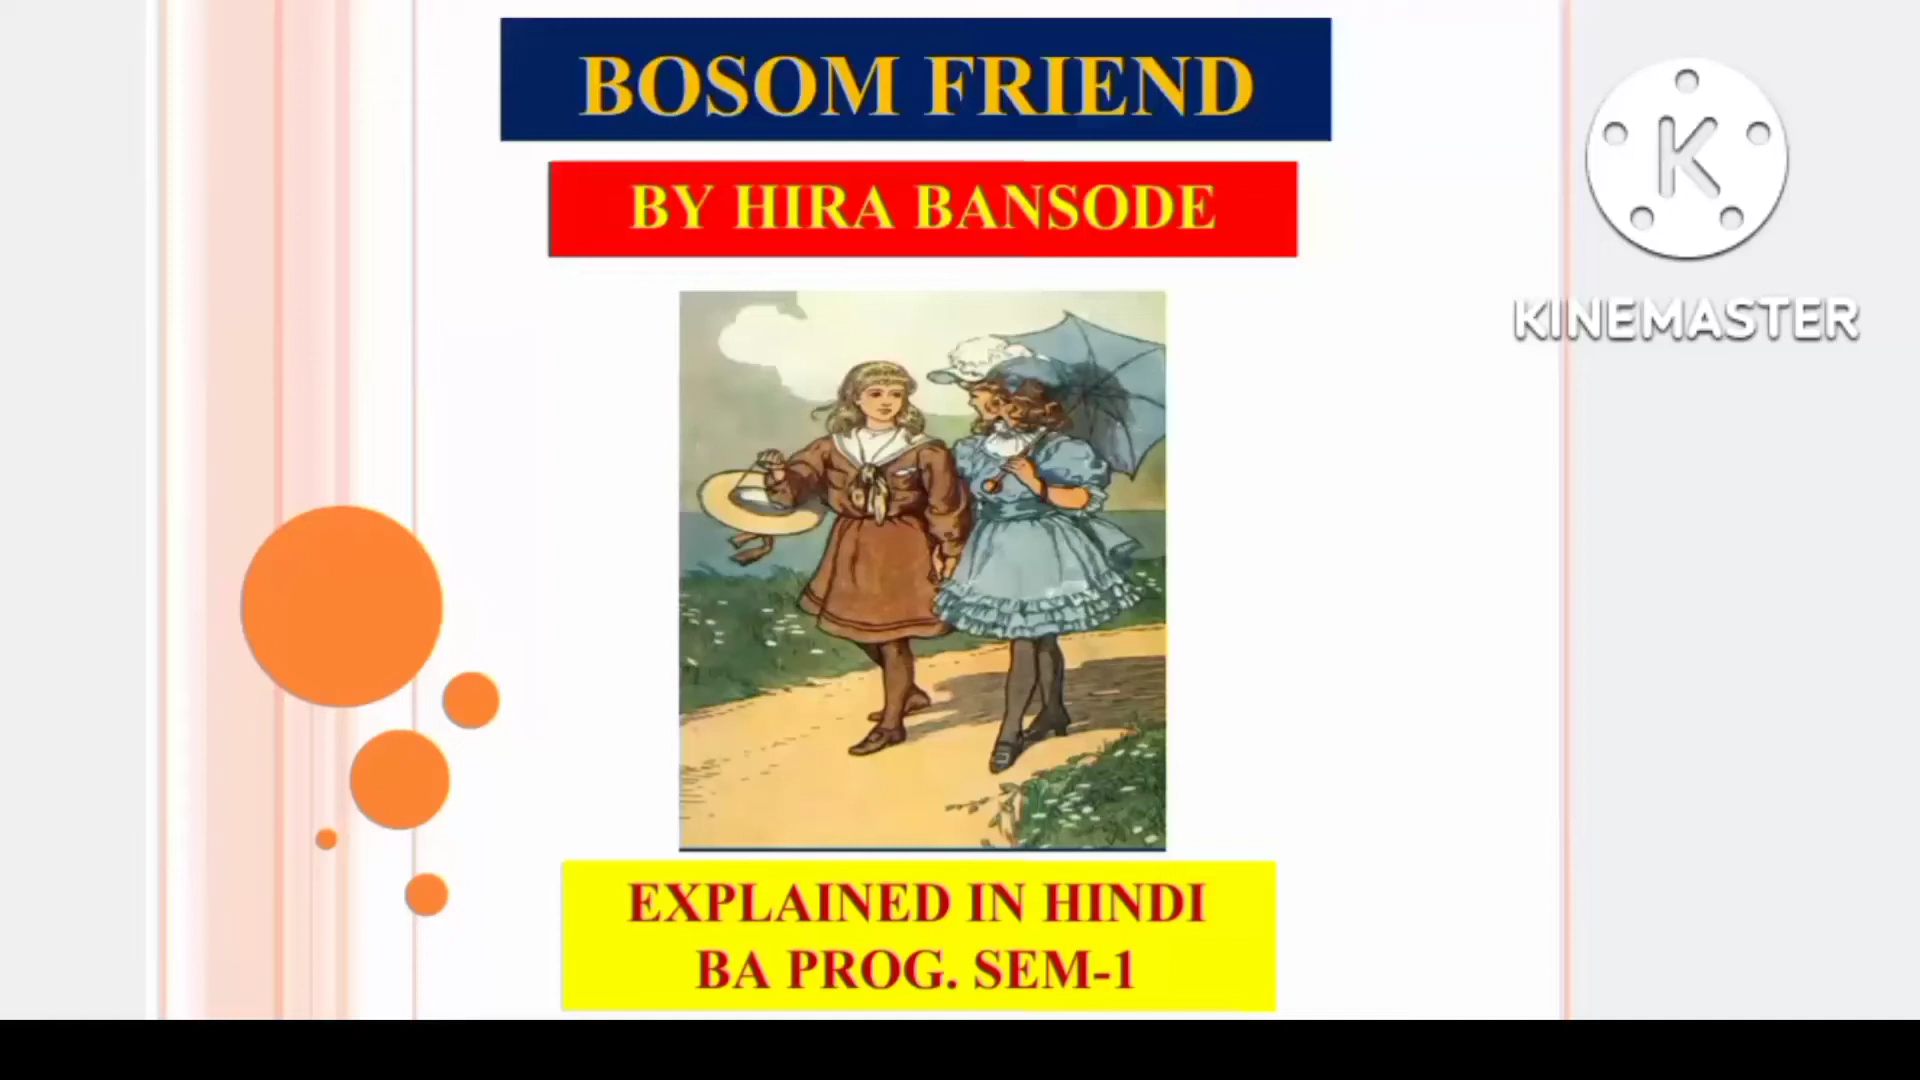 BOSOM FRIEND
BY HIRA BANSODE
K
KINEMASTER
EXPLAINED IN HINDI
BA PROG. SEM-1